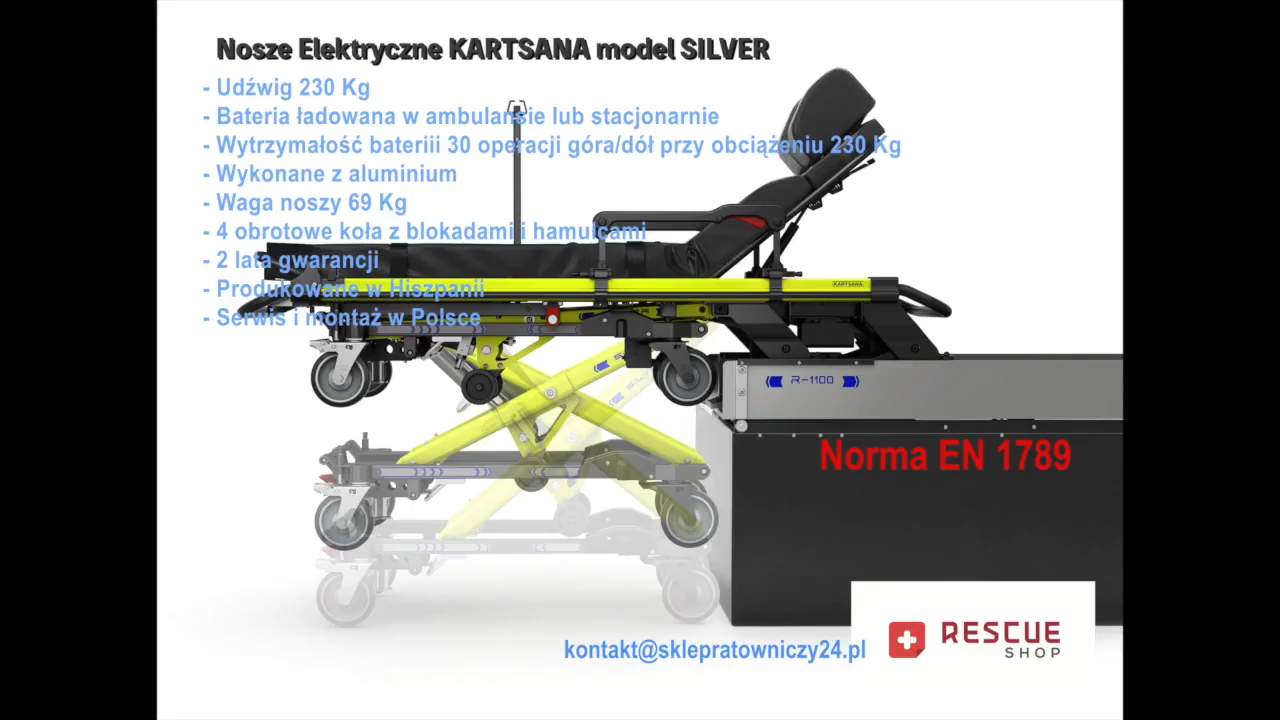 Nosze Elektryczne KARTSANA model SILVER
- Udźwig 230 Kg
- Bateria ładowana w ambulansie lub stacjonarnie
- Wytrzymałość bateriii 30 operacji góra/dół przy obciążeniu 230 Kg
- Wykonane z aluminium
- Waga noszy 69 Kg
- 4 obrotowe koła z blokadami i hamulcami
- 2 lata gwarancji
- Produkowane w Hiszpanii
- Serwis i montaż w Polsce
KARTSANA
R-1100
Norma EN 1789
RESCUE
SHOP
kontakt@sklepratowniczy24.pl